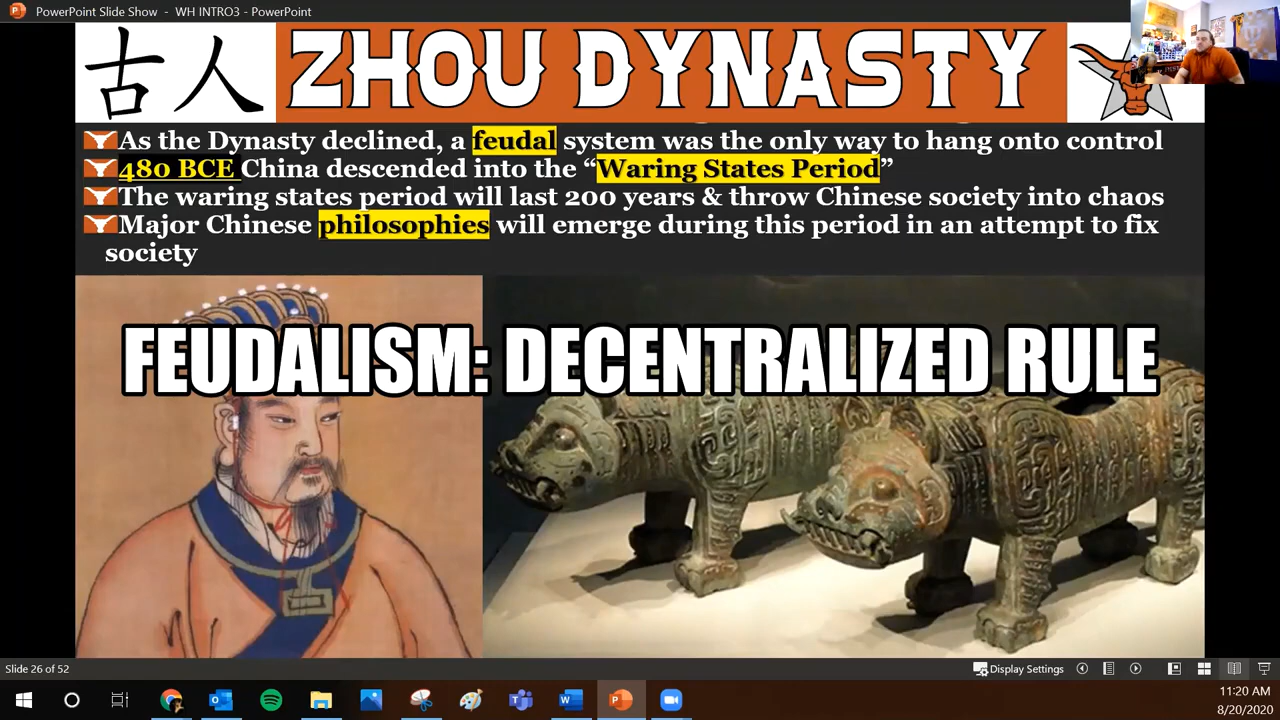 PowerPoint Slide Show - WH INTRO3 - PowerPoint
古人 ZHOU DYNASTY
As the Dynasty declined, a feudal system was the only way to hang onto control
480 BCE China descended into the “Waring States Period”
The waring states period will last 200 years & throw Chinese society into chaos
Major Chinese philosophies will emerge during this period in an attempt to fix
society
FEUDALISM: DECENTRALIZED RULE
Slide 26 of 52
Display Settings
11:20 AM
8/20/2020